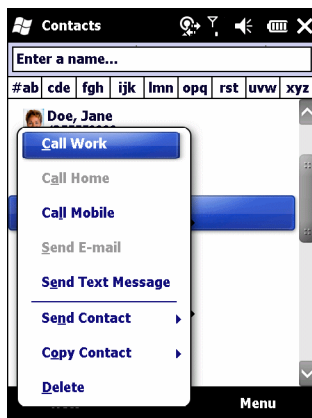 Contacts
Enter a name...
#ab cde fgh ijk lmn opq rst uvw xyz
Doe, Jane
Call Work
Call Home
Call Mobile
Send E-mail
Send Text Message
Send Contact
Copy Contact
Delete
Menu